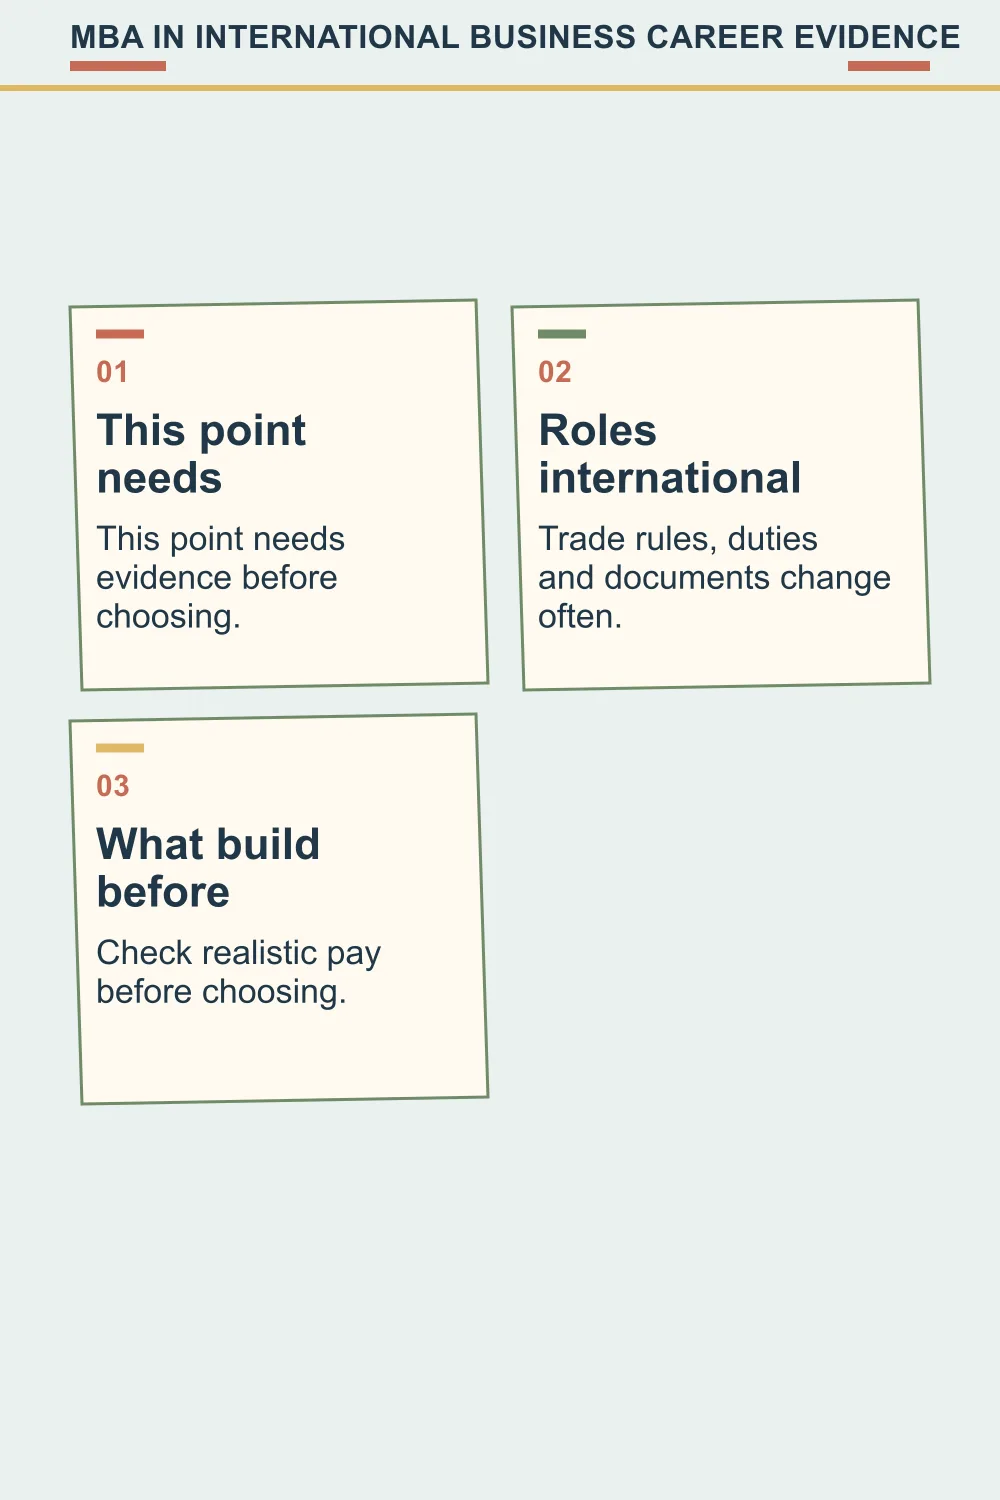 MBA IN INTERNATIONAL BUSINESS CAREER EVIDENCE
01
This point
needs
This point needs
evidence before
choosing.
02
Roles
international
Trade rules, duties
and documents change
often.
03
What build
before
Check realistic pay
before choosing.